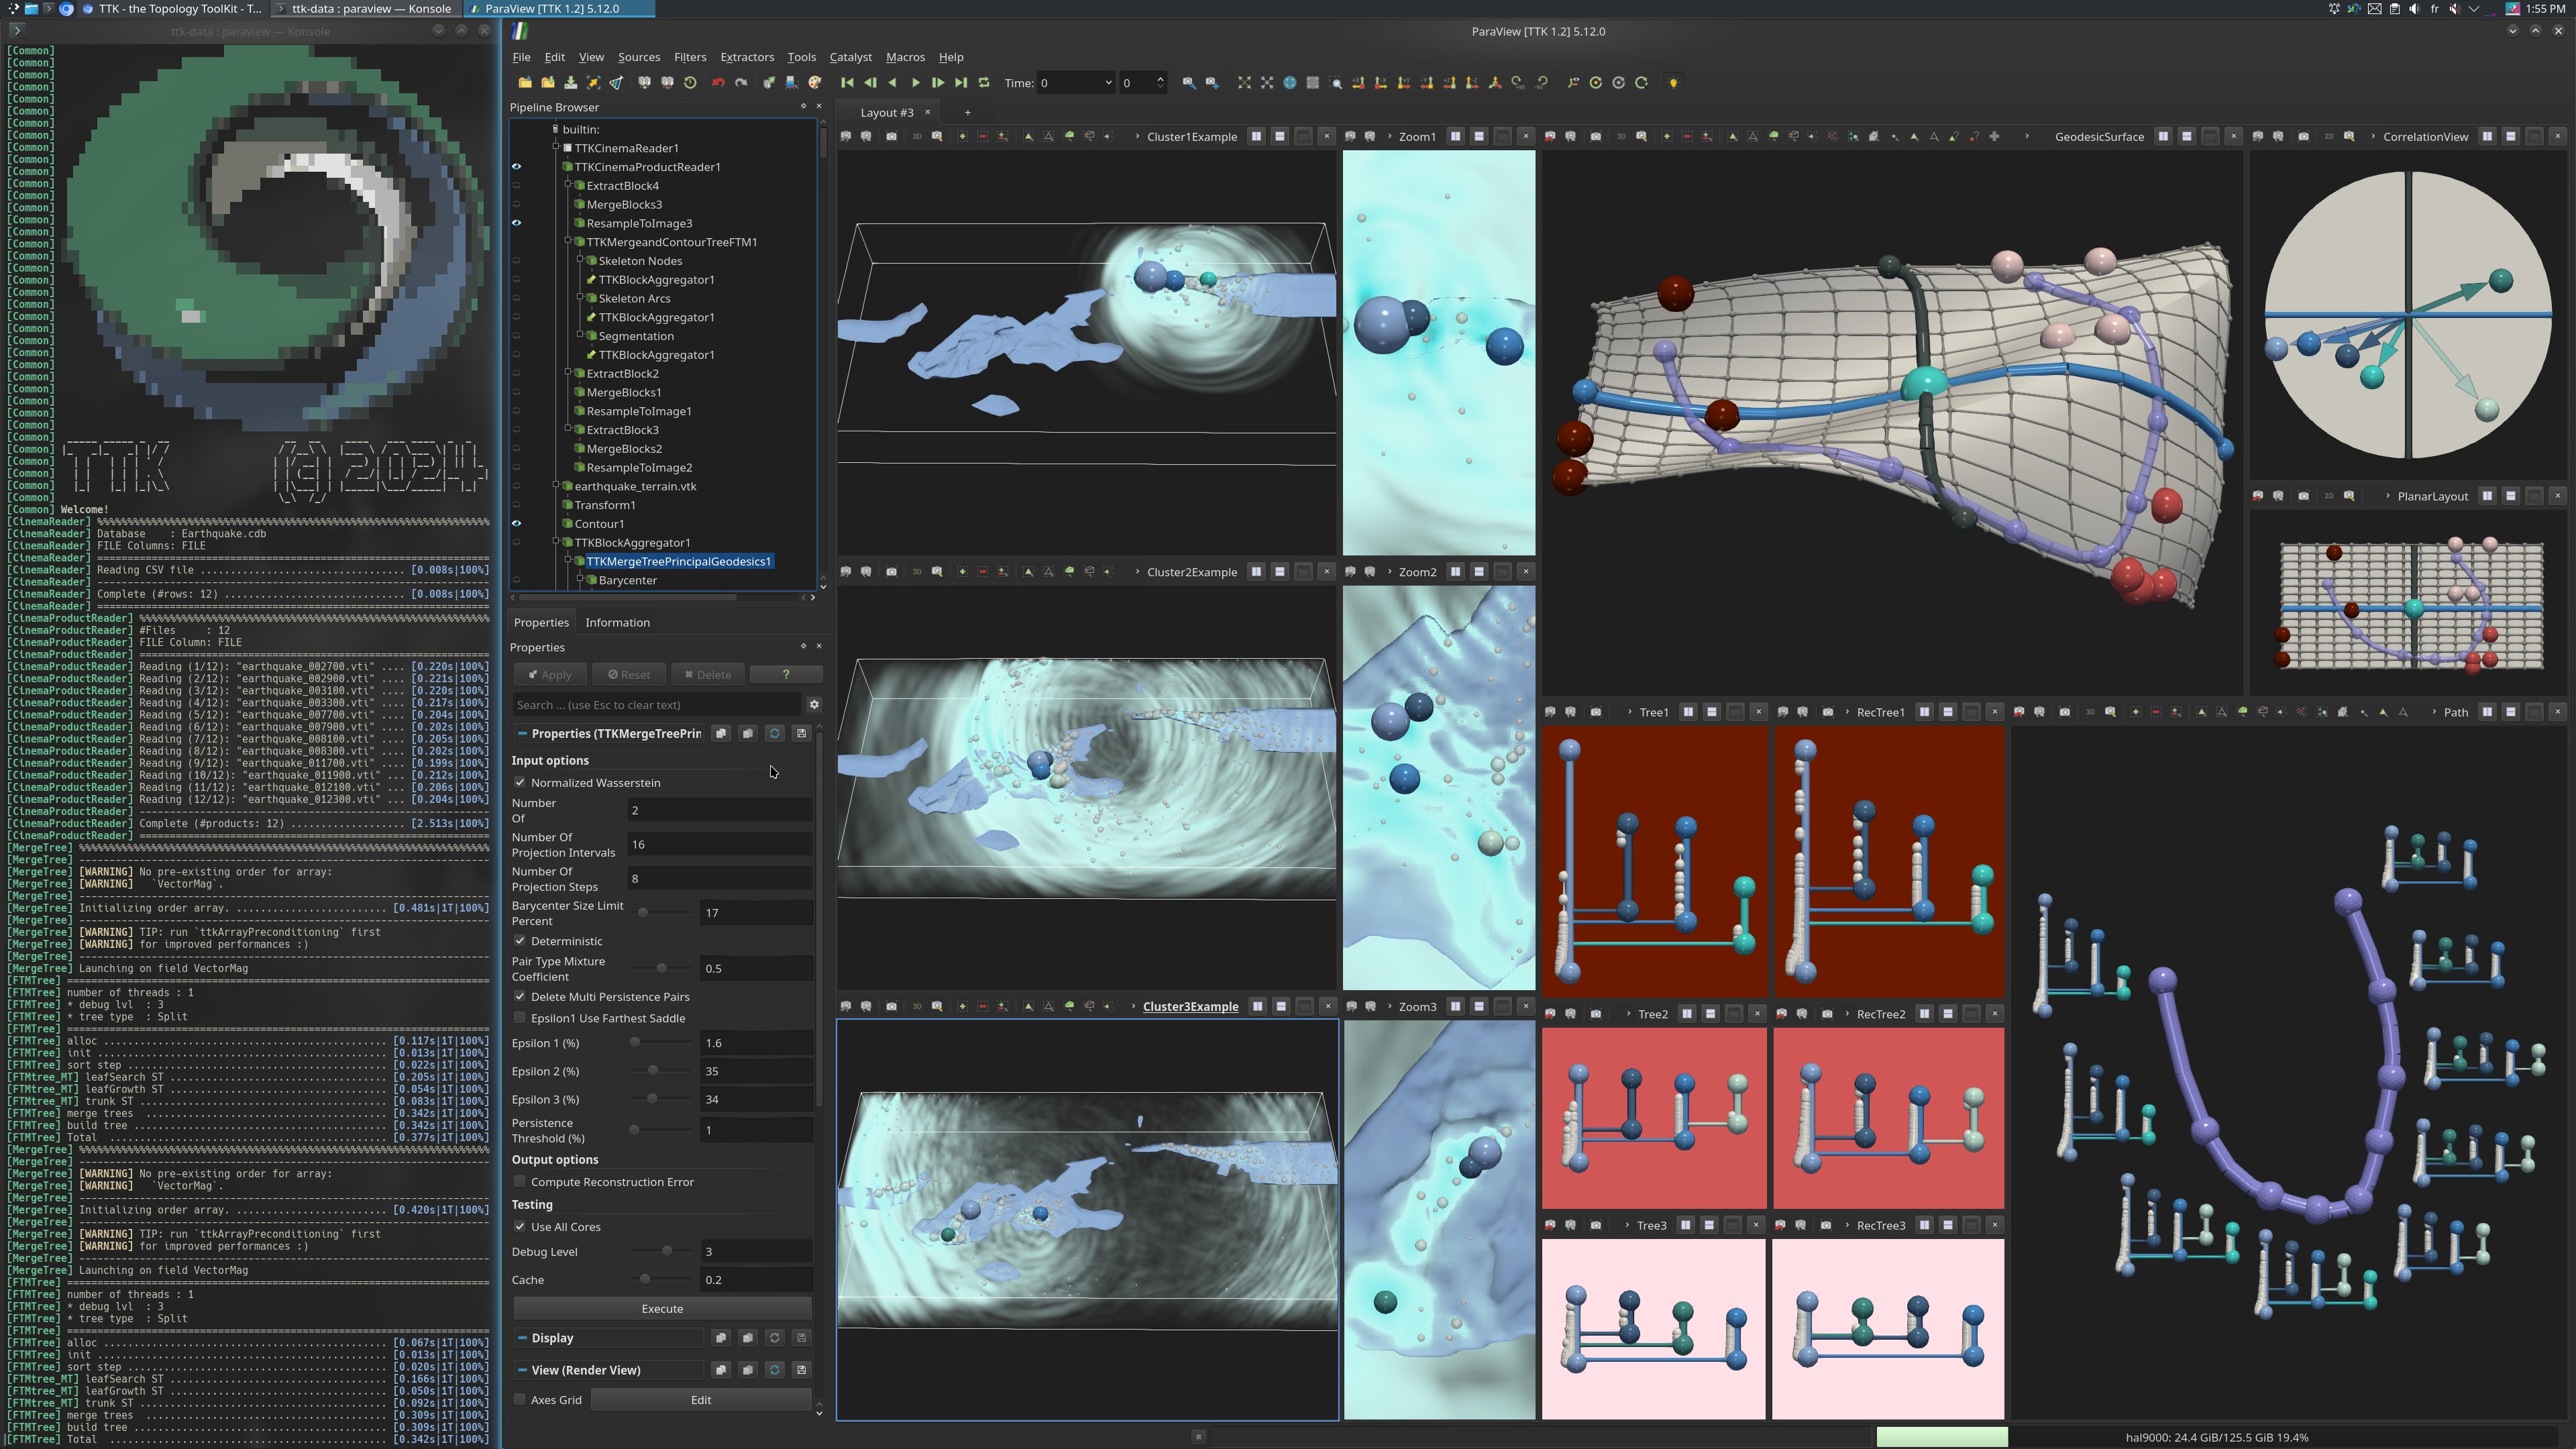 TTK - the Topology ToolKit - T...
ttk-data : paraview — Konsole
ParaView [TTK 1.2] 5.12.0
fr
1:55 PM
ttk-data : paraview — Konsole
[Common] Welcome!
[CinemaReader]
[CinemaReader] Database : Earthquake.cdb
[CinemaReader] FILE Columns: FILE
[CinemaReader] Reading CSV file ........................ [0.008s|100%]
[CinemaReader] Complete (#rows: 12) .................... [0.008s|100%]
[CinemaProductReader] #Files : 12
[CinemaProductReader] FILE Column: FILE
[CinemaProductReader] Reading (1/12): "earthquake_002700.vti" .... [0.220s|100%]
[CinemaProductReader] Reading (2/12): "earthquake_002900.vti" .... [0.221s|100%]
[CinemaProductReader] Reading (3/12): "earthquake_003100.vti" .... [0.220s|100%]
[CinemaProductReader] Reading (4/12): "earthquake_003300.vti" .... [0.217s|100%]
[CinemaProductReader] Reading (5/12): "earthquake_007700.vti" .... [0.204s|100%]
[CinemaProductReader] Reading (6/12): "earthquake_007900.vti" .... [0.202s|100%]
[CinemaProductReader] Reading (7/12): "earthquake_008100.vti" .... [0.205s|100%]
[CinemaProductReader] Reading (8/12): "earthquake_008300.vti" .... [0.202s|100%]
[CinemaProductReader] Reading (9/12): "earthquake_011700.vti" .... [0.199s|100%]
[CinemaProductReader] Reading (10/12): "earthquake_011900.vti" ... [0.212s|100%]
[CinemaProductReader] Reading (11/12): "earthquake_012100.vti" ... [0.206s|100%]
[CinemaProductReader] Reading (12/12): "earthquake_012300.vti" ... [0.204s|100%]
[CinemaProductReader] Complete (#products: 12) ................... [2.513s|100%]
[MergeTree] [WARNING] No pre-existing order for array:
[MergeTree] [WARNING] `VectorMag`.
[MergeTree] Initializing order array. ........................ [0.481s|1T|100%]
[MergeTree] [WARNING] TIP: run `ttkArrayPreconditioning` first
[MergeTree] [WARNING] for improved performances :)
[MergeTree] Launching on field VectorMag
[FTMTree] number of threads : 1
[FTMTree] * debug lvl : 3
[FTMTree] * tree type : Split
[FTMTree] alloc ........................ [0.117s|1T|100%]
[FTMTree] init ........................ [0.013s|1T|100%]
[FTMTree] sort step ........................ [0.022s|1T|100%]
[FTMtree_MT] leafSearch ST ........................ [0.205s|1T|100%]
[FTMtree_MT] leafGrowth ST ........................ [0.054s|1T|100%]
[FTMtree_MT] trunk ST ........................ [0.083s|1T|100%]
[FTMTree] merge trees ........................ [0.342s|1T|100%]
[FTMTree] build tree ........................ [0.342s|1T|100%]
[FTMTree] Total ........................ [0.377s|1T|100%]
[MergeTree] [WARNING] No pre-existing order for array:
[MergeTree] [WARNING] `VectorMag`.
[MergeTree] Initializing order array. ........................ [0.420s|1T|100%]
[MergeTree] [WARNING] TIP: run `ttkArrayPreconditioning` first
[MergeTree] [WARNING] for improved performances :)
[MergeTree] Launching on field VectorMag
[FTMTree] number of threads : 1
[FTMTree] * debug lvl : 3
[FTMTree] * tree type : Split
[FTMTree] alloc ........................ [0.067s|1T|100%]
[FTMTree] init ........................ [0.013s|1T|100%]
[FTMTree] sort step ........................ [0.020s|1T|100%]
[FTMtree_MT] leafSearch ST ........................ [0.166s|1T|100%]
[FTMtree_MT] leafGrowth ST ........................ [0.050s|1T|100%]
[FTMtree_MT] trunk ST ........................ [0.092s|1T|100%]
[FTMTree] merge trees ........................ [0.309s|1T|100%]
[FTMTree] build tree ........................ [0.309s|1T|100%]
[FTMTree] Total ........................ [0.342s|1T|100%]
ParaView [TTK 1.2] 5.12.0
File Edit View Sources Filters Extractors Tools Catalyst Macros Help
Time: 0 0
Pipeline Browser
builtin:
TTKCinemaReader1
TTKCinemaProductReader1
ExtractBlock4
MergeBlocks3
ResampleToImage3
TTKMergeandContourTreeFTM1
Skeleton Nodes
TTKBlockAggregator1
Skeleton Arcs
TTKBlockAggregator1
Segmentation
TTKBlockAggregator1
ExtractBlock2
MergeBlocks1
ResampleToImage1
ExtractBlock3
MergeBlocks2
ResampleToImage2
earthquake_terrain.vtk
Transform1
Contour1
TTKBlockAggregator1
TTKMergeTreePrincipalGeodesics1
Barycenter
Properties Information
Properties
Apply Reset Delete ?
Search ... (use Esc to clear text)
Properties (TTKMergeTreePrin
Input options
Normalized Wasserstein
Number
Of 2
Number Of
Projection Intervals 16
Number Of
Projection Steps 8
Barycenter Size Limit
Percent 17
Deterministic
Pair Type Mixture
Coefficient 0.5
Delete Multi Persistence Pairs
Epsilon1 Use Farthest Saddle
Epsilon 1 (%) 1.6
Epsilon 2 (%) 35
Epsilon 3 (%) 34
Persistence
Threshold (%) 1
Output options
Compute Reconstruction Error
Testing
Use All Cores
Debug Level 3
Cache 0.2
Execute
Display
View (Render View)
Axes Grid Edit
Layout #3
Cluster1Example
Zoom1
GeodesicSurface
CorrelationView
PlanarLayout
Cluster2Example
Zoom2
Tree1
RecTree1
Path
Cluster3Example
Zoom3
Tree2
RecTree2
Tree3
RecTree3
hal9000: 24.4 GiB/125.5 GiB 19.4%